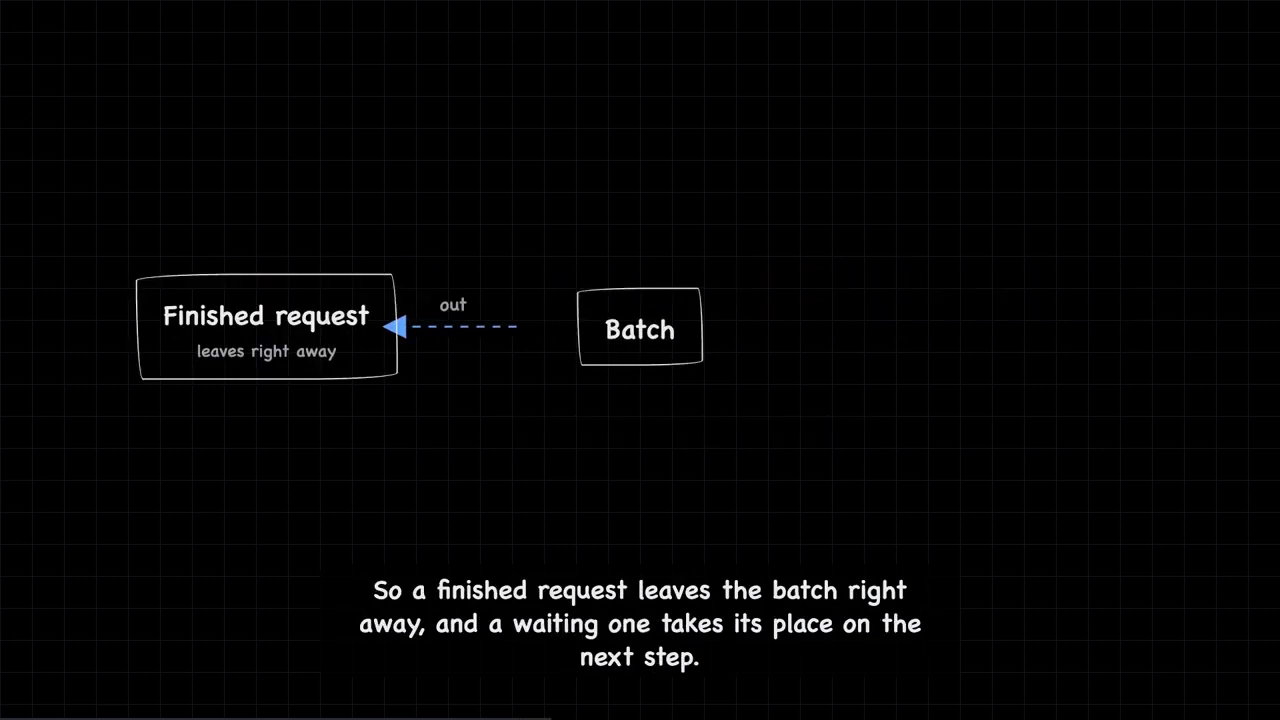 Finished request
leaves right away
out
Batch
So a finished request leaves the batch right
away, and a waiting one takes its place on the
next step.